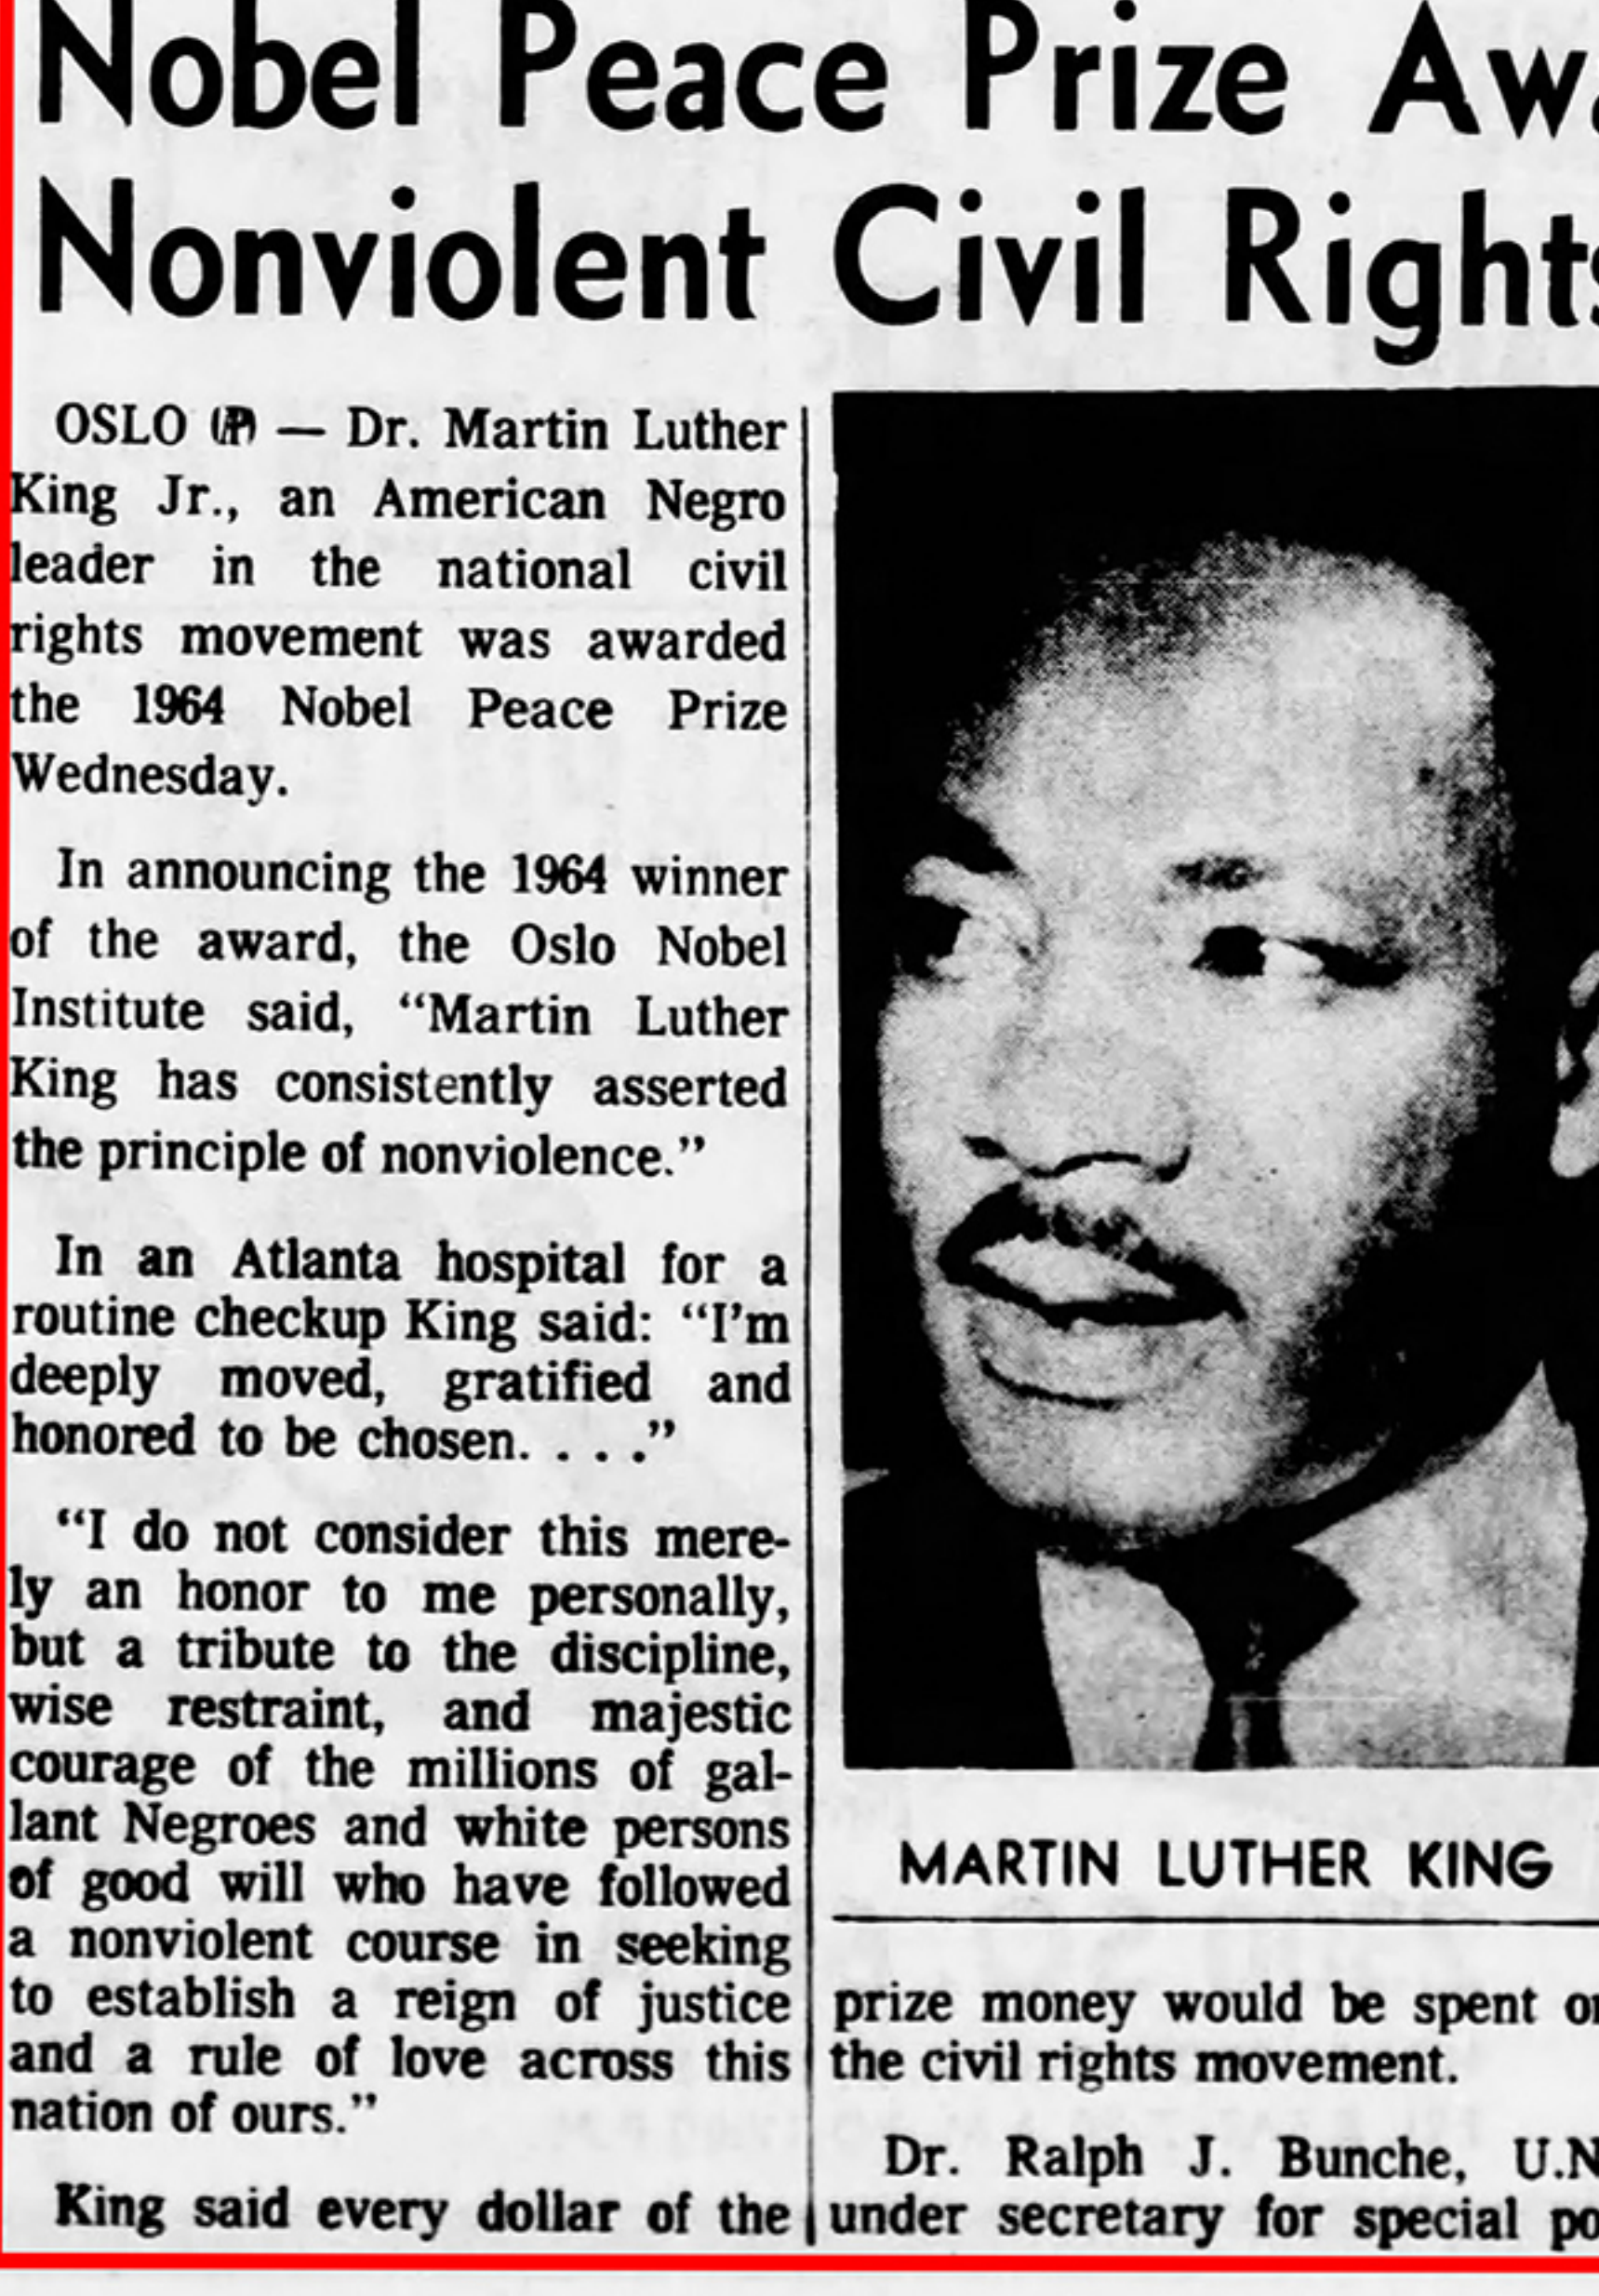 Nobel Peace Prize
Nonviolent Civil Rights
OSLO (AP) — Dr. Martin Luther
King Jr., an American Negro
leader in the national civil
rights movement was awarded
the 1964 Nobel Peace Prize
Wednesday.
In announcing the 1964 winner
of the award, the Oslo Nobel
Institute said, “Martin Luther
King has consistently asserted
the principle of nonviolence.”
In an Atlanta hospital for a
routine checkup King said: “I’m
deeply moved, gratified and
honored to be chosen. . . .”
“I do not consider this mere-
ly an honor to me personally,
but a tribute to the discipline,
wise restraint, and majestic
courage of the millions of gal-
lant Negroes and white persons
of good will who have followed
a nonviolent course in seeking
to establish a reign of justice
and a rule of love across this
nation of ours.”
King said every dollar of the
MARTIN LUTHER KING
prize money would be spent on
the civil rights movement.
Dr. Ralph J. Bunche, U.N
under secretary for special